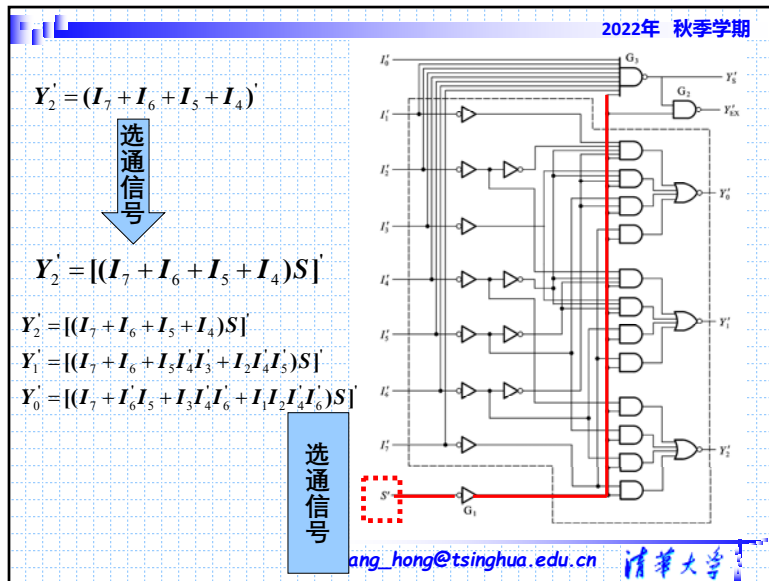 2022年 秋季学期
Y₂' = (I₇ + I₆ + I₅ + I₄)'
选通信号
Y₂' = [(I₇ + I₆ + I₅ + I₄)S]'
Y₂' = [(I₇ + I₆ + I₅ + I₄)S]'
Y₁' = [(I₇ + I₆ + I₅I₄'I₃' + I₂I₄'I₅')S]'
Y₀' = [(I₇ + I₆'I₅ + I₃I₄'I₆' + I₁I₂'I₄'I₆')S]'
选通信号
I₀'
G₃
Y_S'
G₂
Y_EX'
I₁'
I₂'
Y₀'
I₃'
I₄'
Y₁'
I₅'
I₆'
I₇'
Y₂'
S'
G₁
ang_hong@tsinghua.edu.cn
清华大学